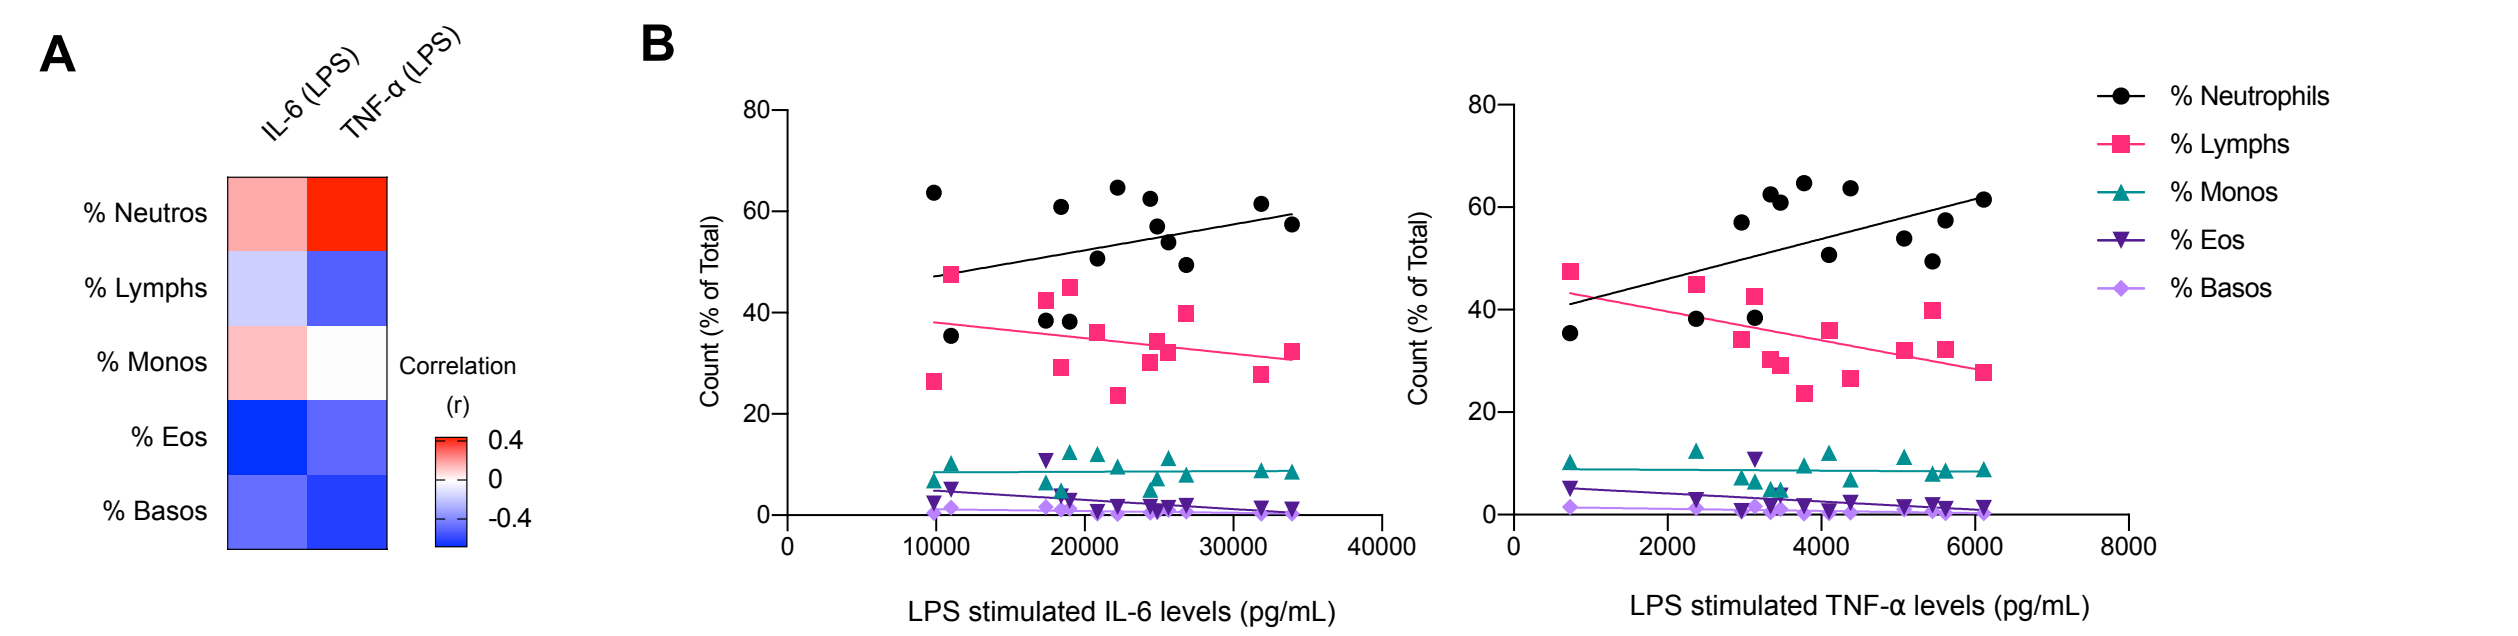 A
IL-6 (LPS)
TNF-α (LPS)
% Neutros
% Lymphs
% Monos
% Eos
% Basos
Correlation
(r)
0.4
0
-0.4
B
Count (% of Total)
80
60
40
20
0
0 10000 20000 30000 40000
LPS stimulated IL-6 levels (pg/mL)
Count (% of Total)
80
60
40
20
0
0 2000 4000 6000 8000
LPS stimulated TNF-α levels (pg/mL)
% Neutrophils
% Lymphs
% Monos
% Eos
% Basos